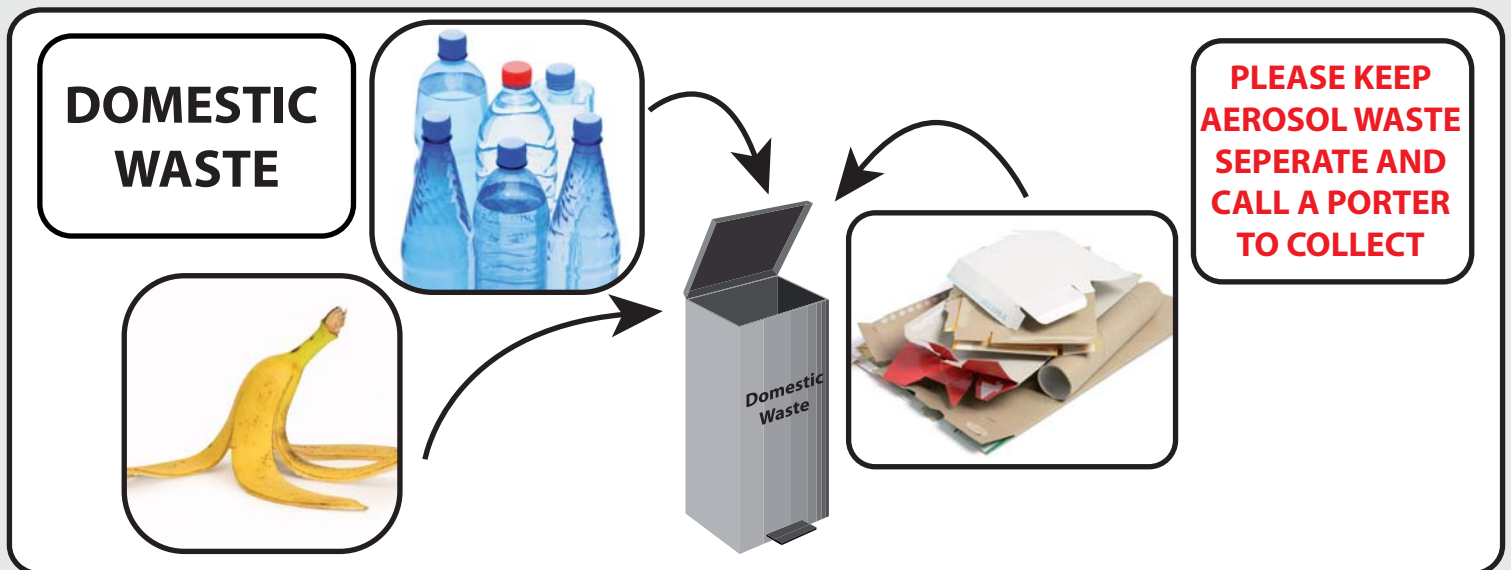 DOMESTIC
WASTE
PLEASE KEEP
AEROSOL WASTE
SEPERATE AND
CALL A PORTER
TO COLLECT
Domestic
Waste